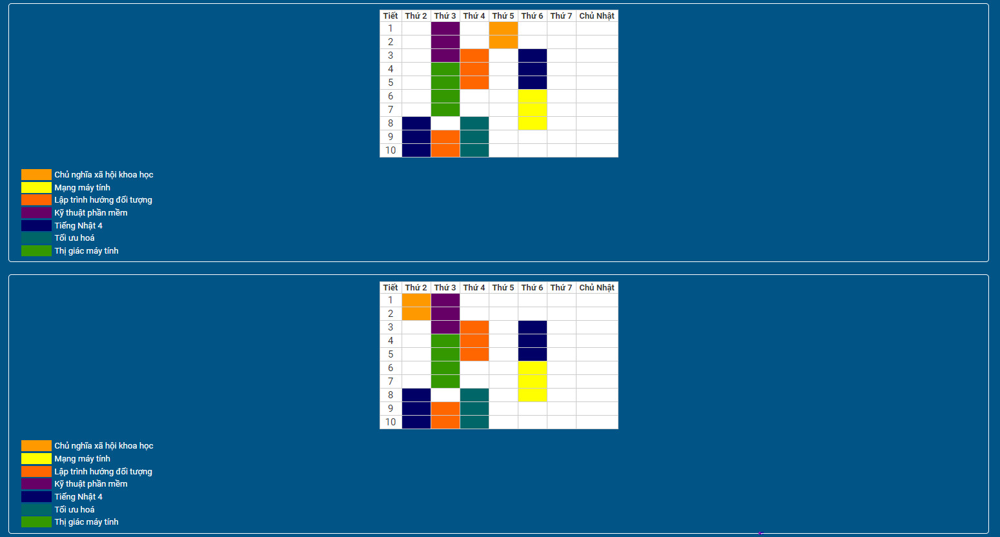 Tiết Thứ 2 Thứ 3 Thứ 4 Thứ 5 Thứ 6 Thứ 7 Chủ Nhật
1
2
3
4
5
6
7
8
9
10
Chủ nghĩa xã hội khoa học
Mạng máy tính
Lập trình hướng đối tượng
Kỹ thuật phần mềm
Tiếng Nhật 4
Tối ưu hoá
Thị giác máy tính
Tiết Thứ 2 Thứ 3 Thứ 4 Thứ 5 Thứ 6 Thứ 7 Chủ Nhật
1
2
3
4
5
6
7
8
9
10
Chủ nghĩa xã hội khoa học
Mạng máy tính
Lập trình hướng đối tượng
Kỹ thuật phần mềm
Tiếng Nhật 4
Tối ưu hoá
Thị giác máy tính